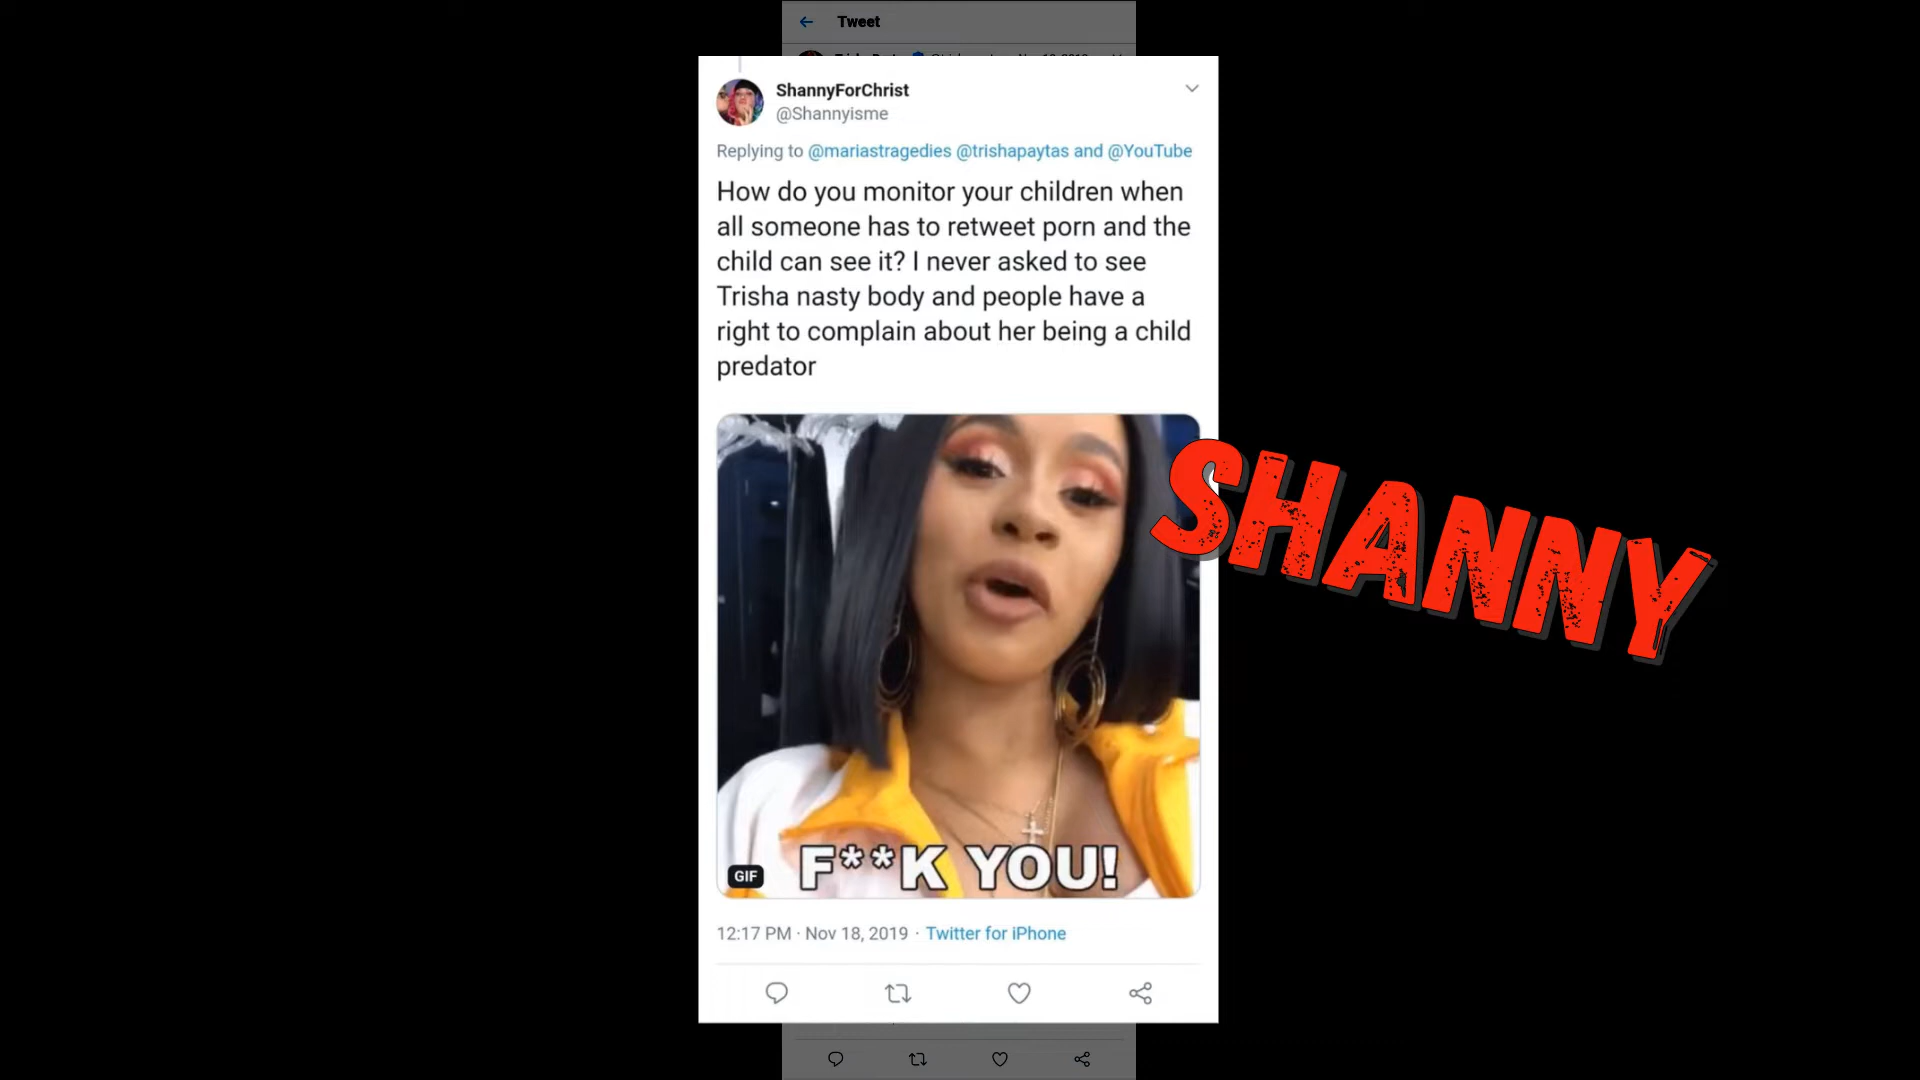 Tweet
ShannyForChrist
@Shannyisme
Replying to @mariastragedies @trishapaytas and @YouTube
How do you monitor your children when
all someone has to retweet porn and the
child can see it? I never asked to see
Trisha nasty body and people have a
right to complain about her being a child
predator
SHANNY
F**K YOU!
GIF
12:17 PM · Nov 18, 2019 · Twitter for iPhone